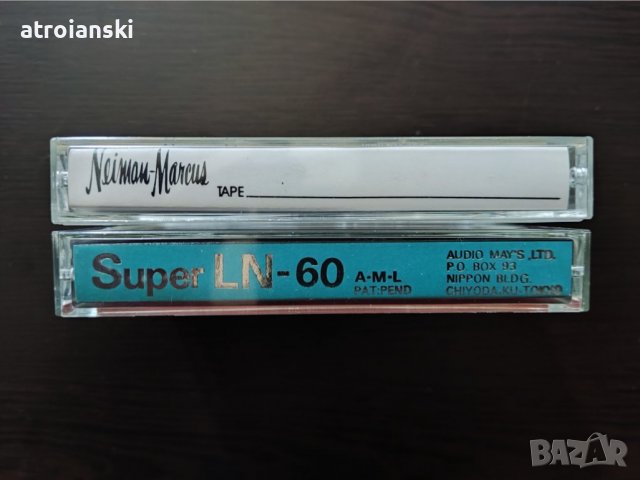 atroianski
Neiman-Marcus
TAPE
Super LN-60
A·M·L
PAT:PEND
AUDIO MAY'S ,LTD.
P.O. BOX 93
NIPPON BLDG.
CHIYODA-KU-TOKYO
BAZAR